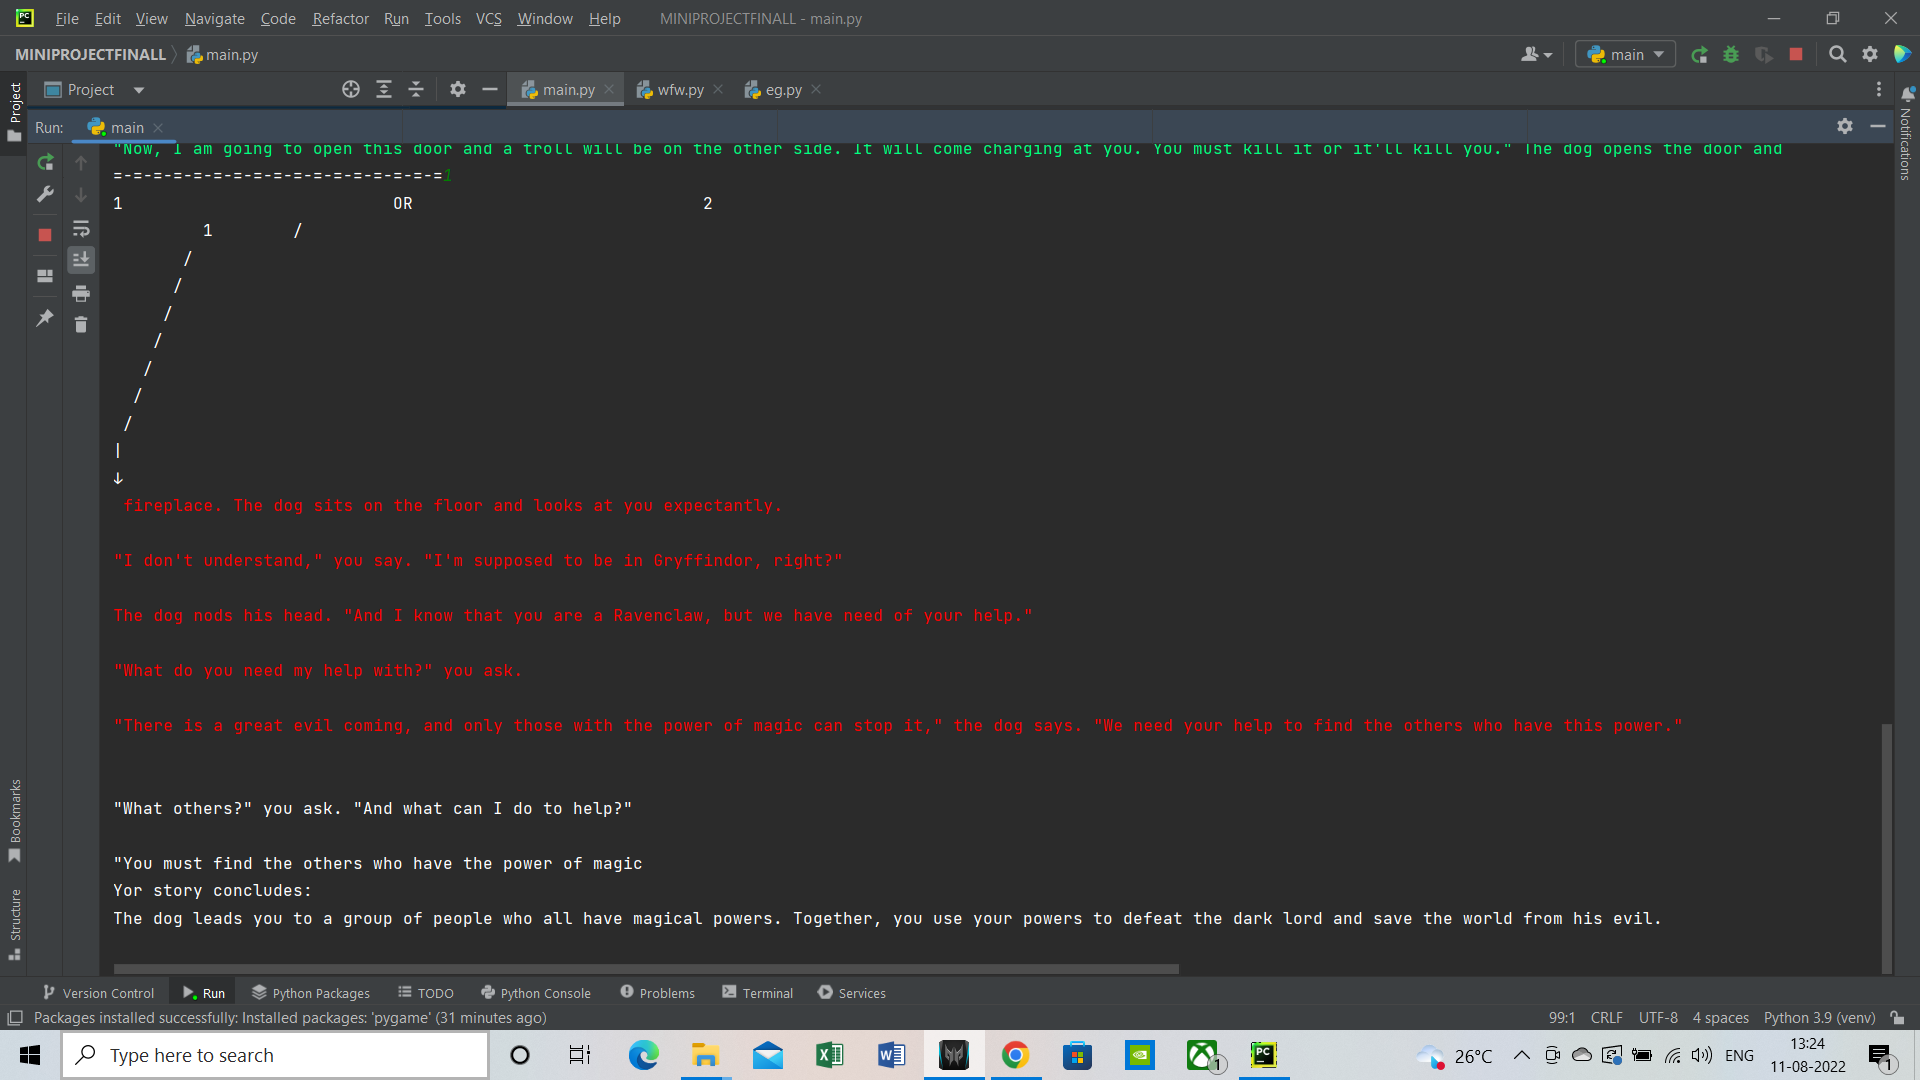 File Edit View Navigate Code Refactor Run Tools VCS Window Help MINIPROJECTFINALL - main.py
MINIPROJECTFINALL main.py main
Project main.py wfw.py eg.py
Project
Notifications
Run: main
"Now, I am going to open this door and a troll will be on the other side. It will come charging at you. You must kill it or it'll kill you." The dog opens the door and
=-=-=-=-=-=-=-=-=-=-=-=-=-=-=-=-=1
1 OR 2
1 /
/
/
/
/
/
/
/
|
↓
fireplace. The dog sits on the floor and looks at you expectantly.
"I don't understand," you say. "I'm supposed to be in Gryffindor, right?"
The dog nods his head. "And I know that you are a Ravenclaw, but we have need of your help."
"What do you need my help with?" you ask.
"There is a great evil coming, and only those with the power of magic can stop it," the dog says. "We need your help to find the others who have this power."
"What others?" you ask. "And what can I do to help?"
"You must find the others who have the power of magic
Yor story concludes:
The dog leads you to a group of people who all have magical powers. Together, you use your powers to defeat the dark lord and save the world from his evil.
Bookmarks
Structure
Version Control Run Python Packages TODO Python Console Problems Terminal Services
Packages installed successfully: Installed packages: 'pygame' (31 minutes ago) 99:1 CRLF UTF-8 4 spaces Python 3.9 (venv)
Type here to search 1 PC 26°C ENG 13:24
11-08-2022 1